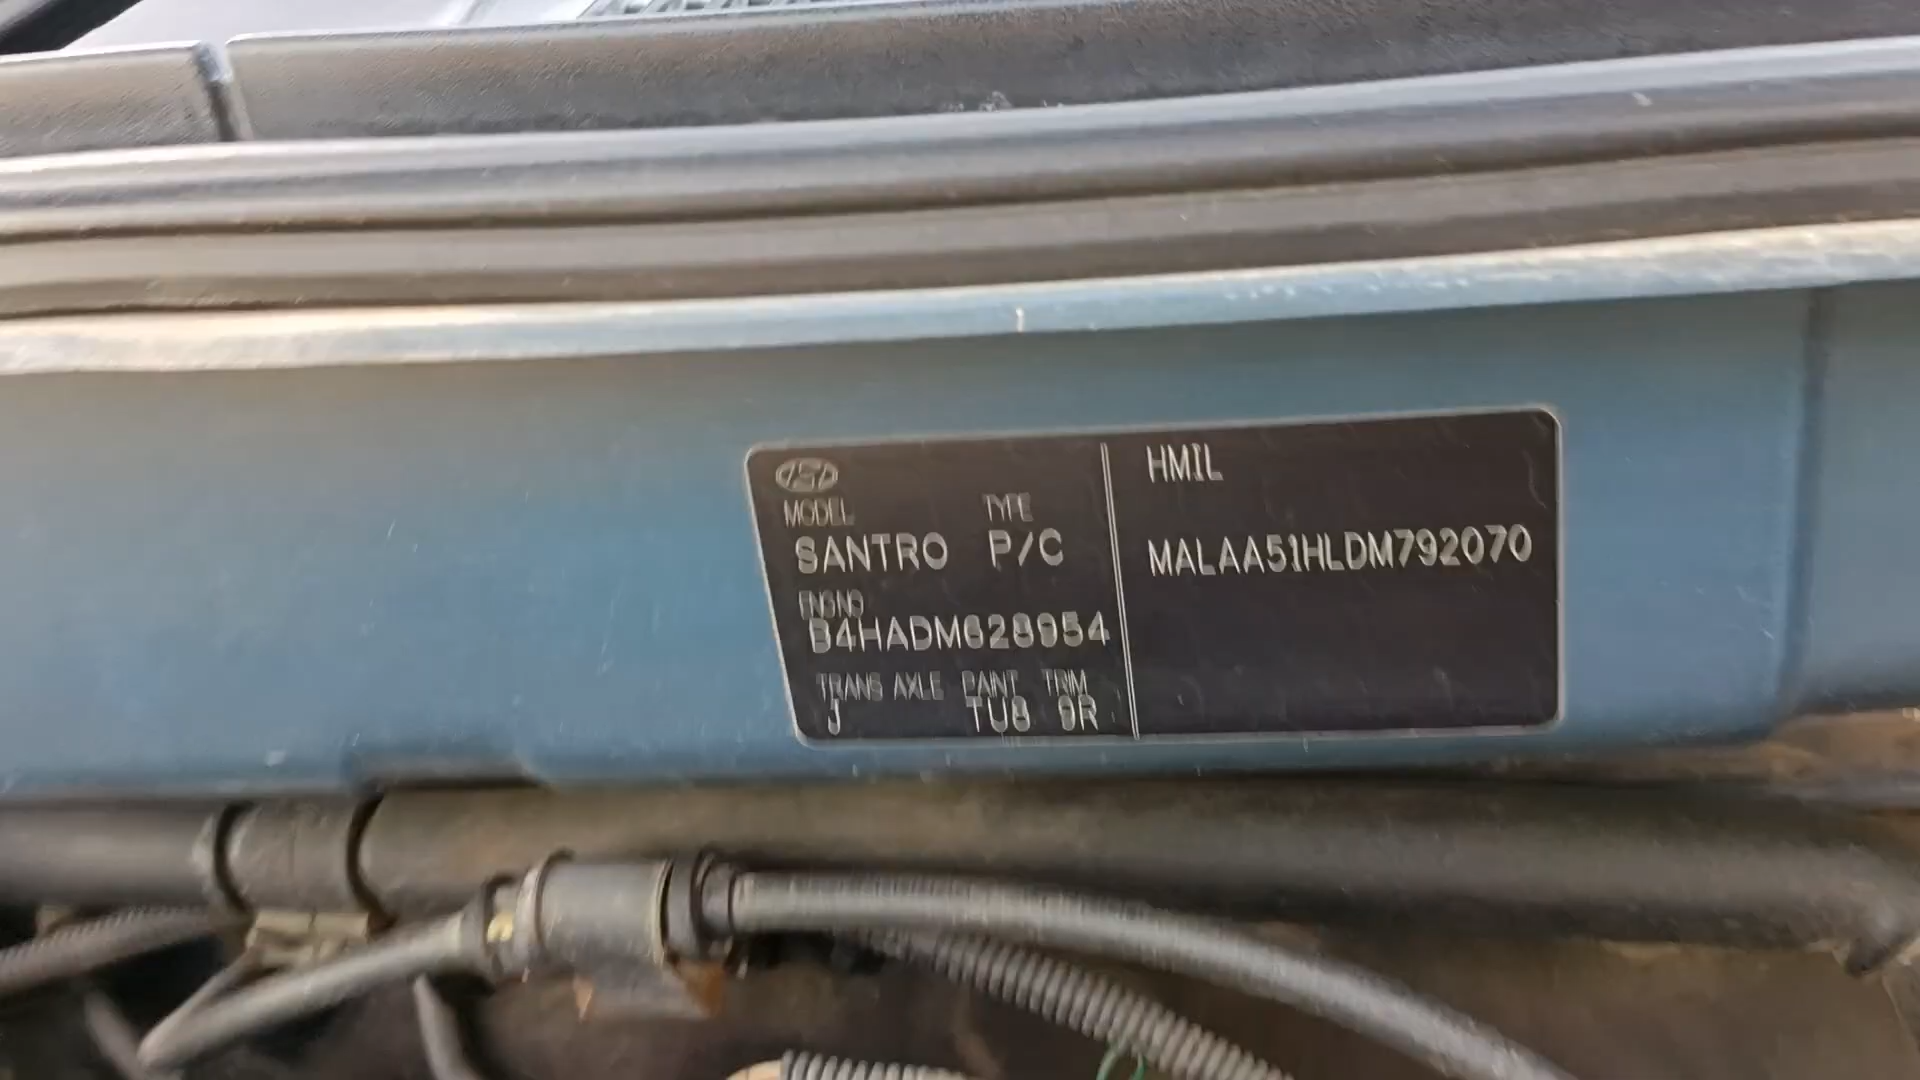 HMIL
MODEL TYPE
SANTRO P/C
MALAA51HLDM792070
ENGNO
B4HADM628954
TRANS AXLE PAINT TRIM
J TU8 9R